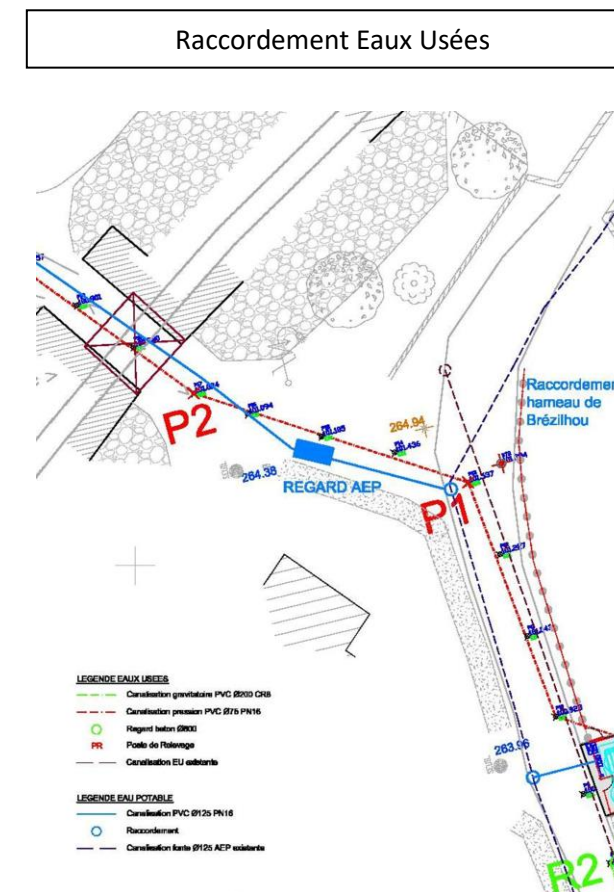 Raccordement Eaux Usées
P2
264.94
Raccordemen
hameau de
Brézilhou
264.38
REGARD AEP
P1
263.96
R2
LEGENDE EAUX USEES
Canalisation gravitaire PVC Ø200 CR8
Canalisation pression PVC Ø75 PN16
Regard beton Ø800
PR Poste de Relevage
Canalisation EU existante
LEGENDE EAU POTABLE
Canalisation PVC Ø125 PN16
Raccordement
Canalisation fonte Ø125 AEP existante